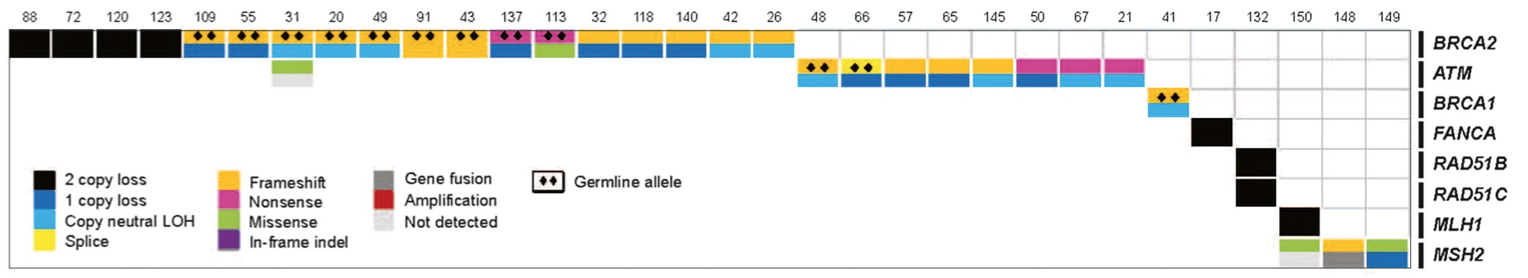 88 72 120 123 109 55 31 20 49 91 43 137 113 32 118 140 42 26 48 66 57 65 145 50 67 21 41 17 132 150 148 149
BRCA2
ATM
BRCA1
FANCA
RAD51B
RAD51C
MLH1
MSH2
2 copy loss
1 copy loss
Copy neutral LOH
Splice
Frameshift
Nonsense
Missense
In-frame indel
Gene fusion
Amplification
Not detected
Germline allele